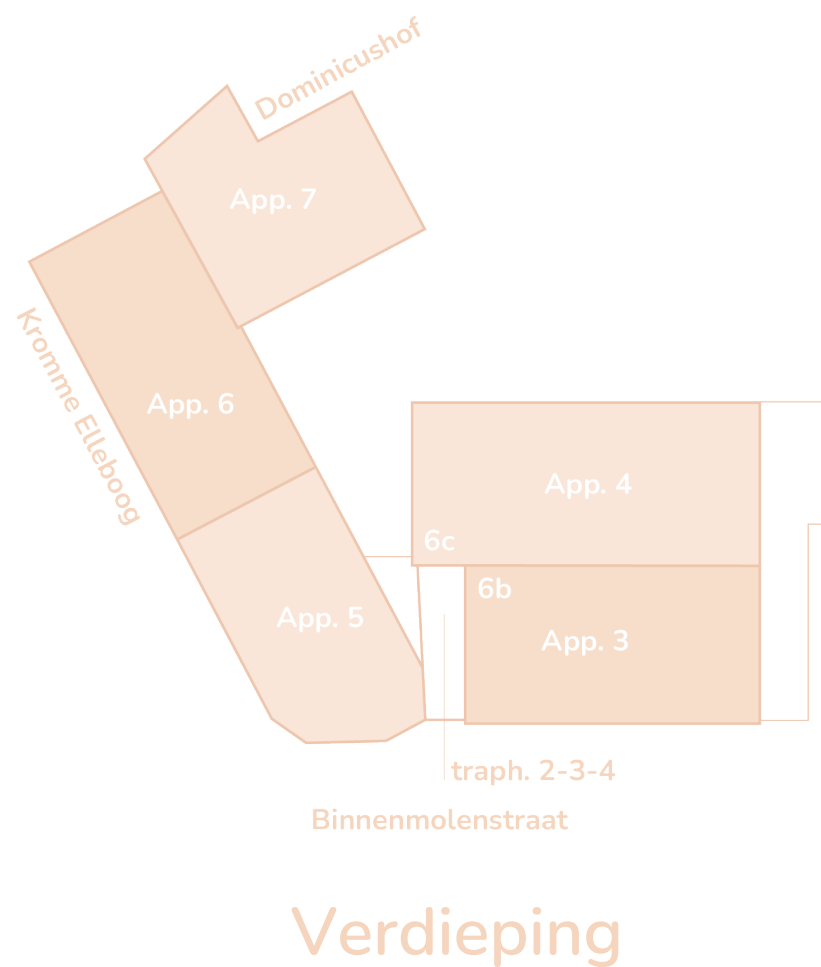 Dominicushof
App. 7
Kromme Elleboog
App. 6
App. 4
6c
6b
App. 5
App. 3
traph. 2-3-4
Binnenmolenstraat
Verdieping